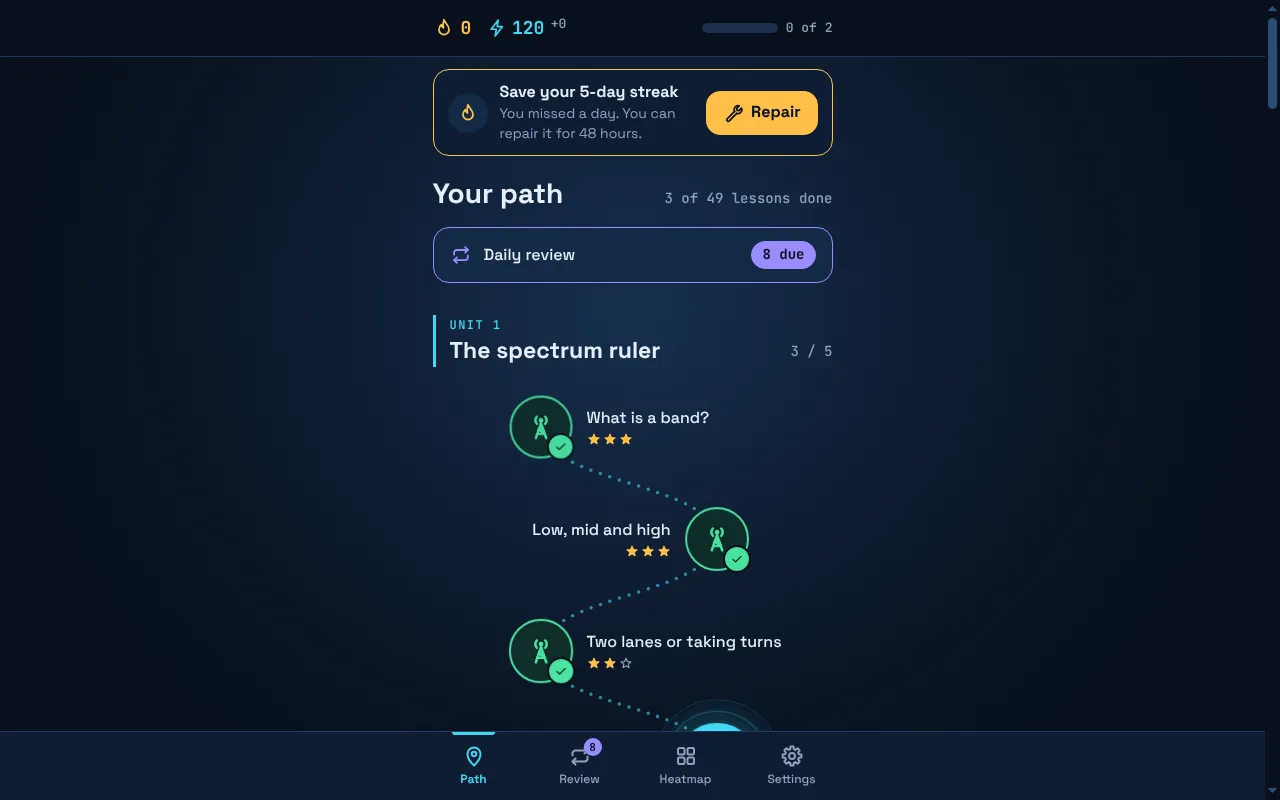 0 120 +0 0 of 2
Save your 5-day streak
You missed a day. You can
repair it for 48 hours.
Repair
Your path
3 of 49 lessons done
Daily review
8 due
UNIT 1
The spectrum ruler
3 / 5
What is a band?
Low, mid and high
Two lanes or taking turns
8
Path
Review
Heatmap
Settings